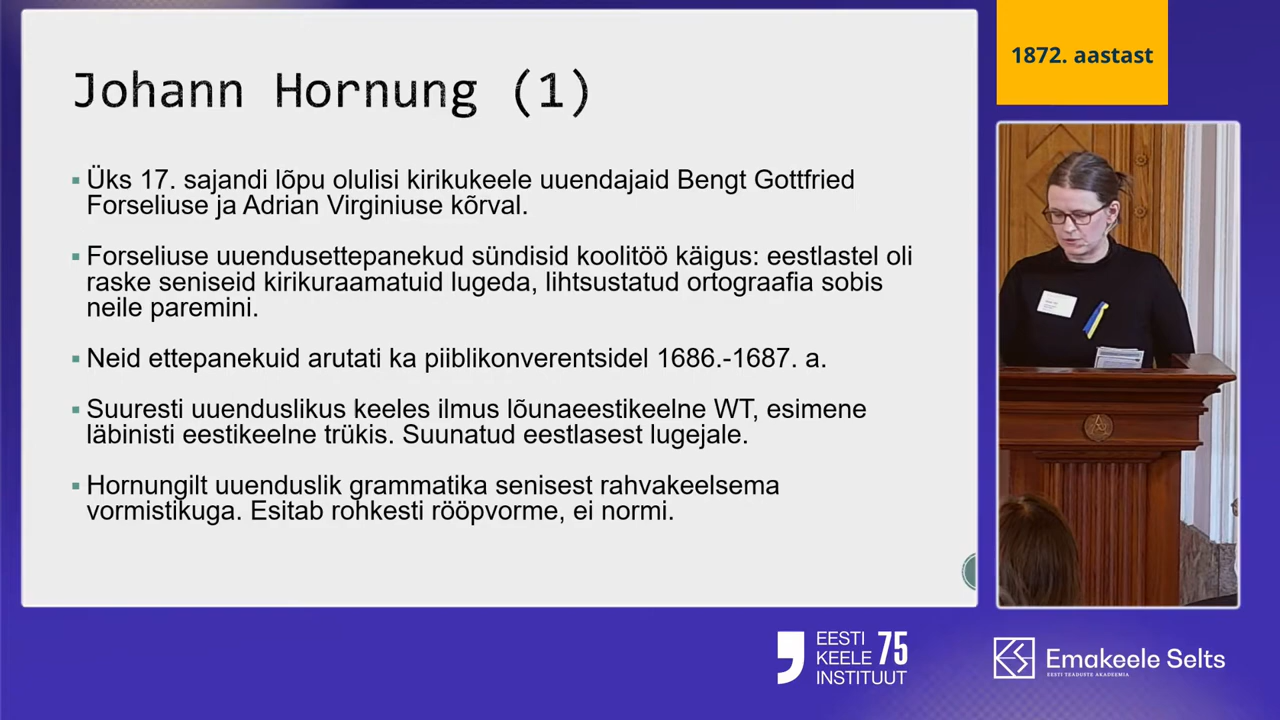 Johann Hornung (1)
Üks 17. sajandi lõpu olulisi kirikukeele uuendajaid Bengt Gottfried
Forseliuse ja Adrian Virginiuse kõrval.
Forseliuse uuendusettepanekud sündisid koolitöö käigus: eestlastel oli
raske seniseid kirikuraamatuid lugeda, lihtsustatud ortograafia sobis
neile paremini.
Neid ettepanekuid arutati ka piiblikonverentsidel 1686.-1687. a.
Suuresti uuenduslikus keeles ilmus lõunaeestikeelne WT, esimene
läbinisti eestikeelne trükis. Suunatud eestlasest lugejale.
Hornungilt uuenduslik grammatika senisest rahvakeelsema
vormistikuga. Esitab rohkesti rööpvorme, ei normi.
1872. aastast
EESTI
KEELE 75
INSTITUUT
Emakeele Selts
EESTI TEADUSTE AKADEEMIA